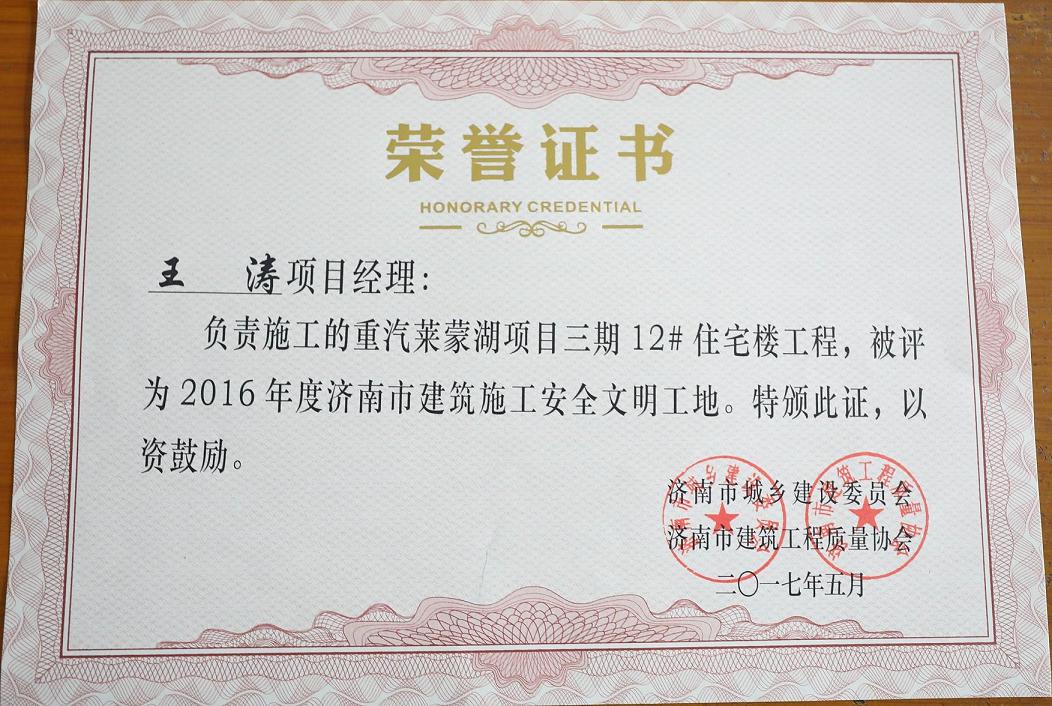 荣誉证书
HONORARY CREDENTIAL
王 涛项目经理：
负责施工的重汽莱蒙湖项目三期 12# 住宅楼工程，被评
为 2016 年度济南市建筑施工安全文明工地。特颁此证，以
资鼓励。
济南市城乡建设委员会
济南市建筑工程质量协会
二〇一七年五月